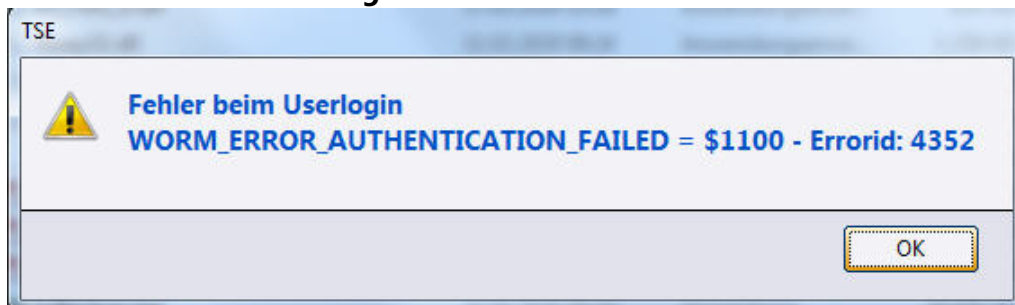 TSE
Fehler beim Userlogin
WORM_ERROR_AUTHENTICATION_FAILED = $1100 - Errorid: 4352
OK